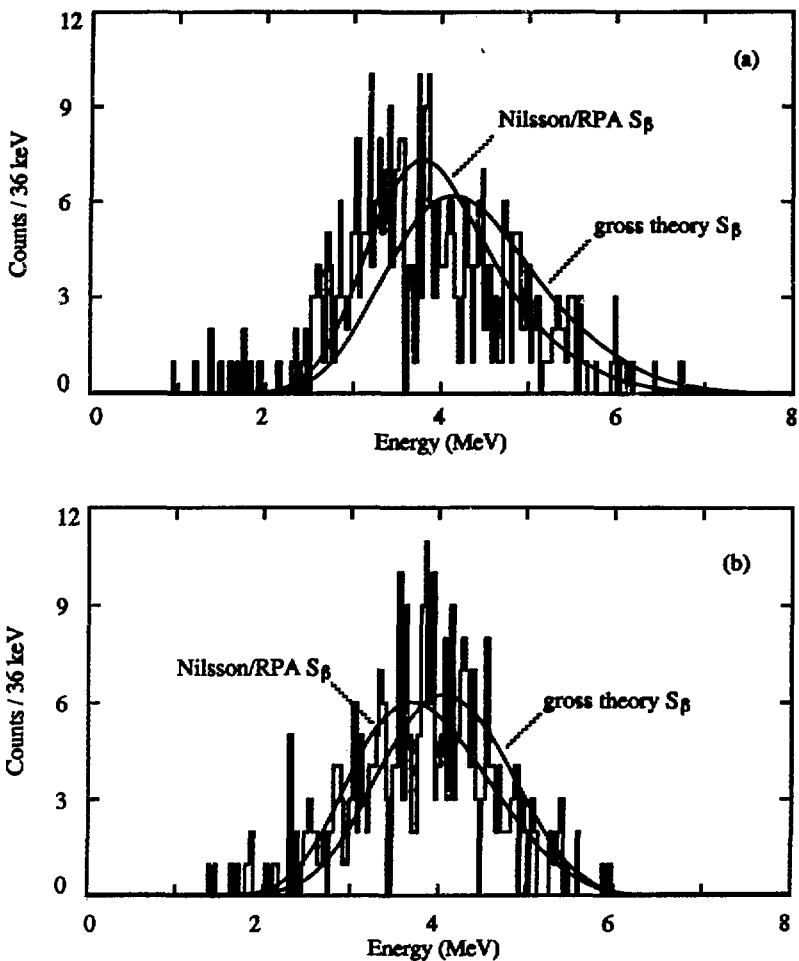 12
(a)
9
Nilsson/RPA Sβ
Counts / 36 keV
6
gross theory Sβ
3
0
0 2 4 6 8
Energy (MeV)
12
(b)
9
Nilsson/RPA Sβ
gross theory Sβ
Counts / 36 keV
6
3
0
0 2 4 6 8
Energy (MeV)